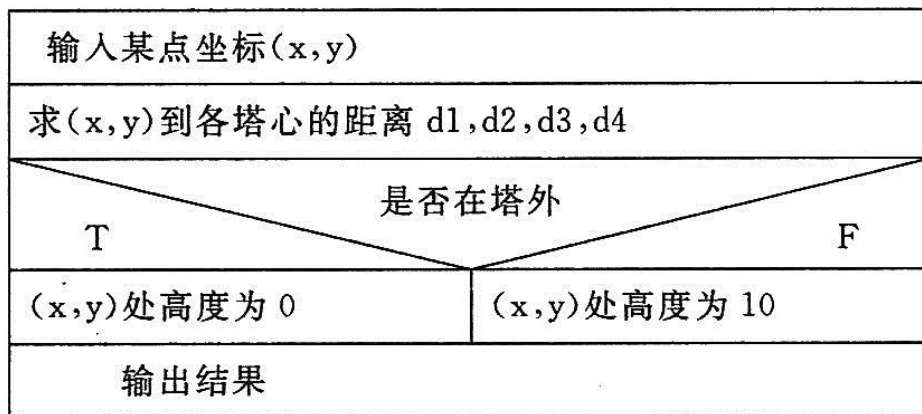 输入某点坐标(x,y)
求(x,y)到各塔心的距离 d1,d2,d3,d4
是否在塔外
T
F
(x,y)处高度为 0
(x,y)处高度为 10
输出结果